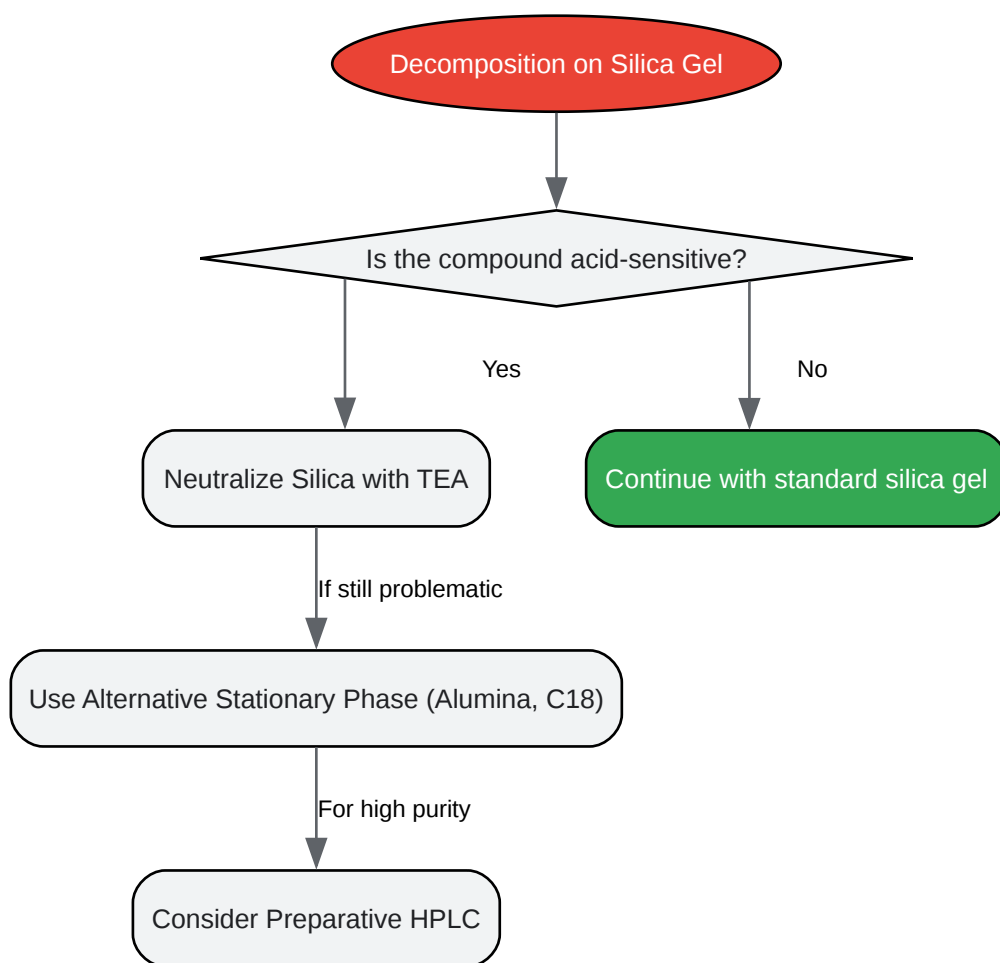 Decomposition on Silica Gel
Is the compound acid-sensitive?
Yes
No
Neutralize Silica with TEA
Continue with standard silica gel
If still problematic
Use Alternative Stationary Phase (Alumina, C18)
For high purity
Consider Preparative HPLC